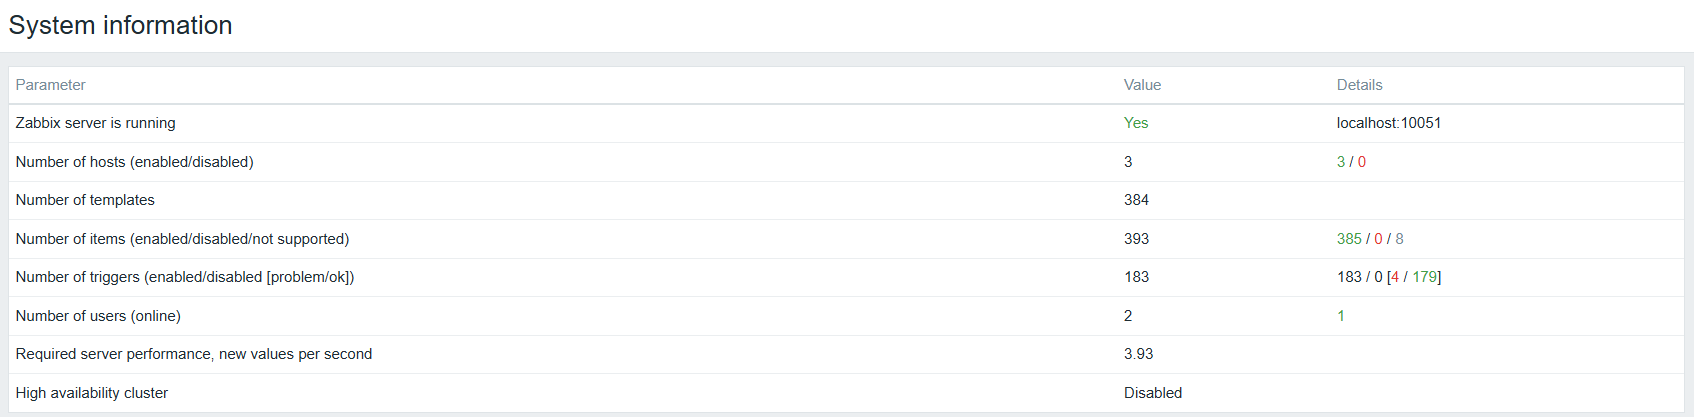 System information
Parameter Value Details
Zabbix server is running Yes localhost:10051
Number of hosts (enabled/disabled) 3 3 / 0
Number of templates 384
Number of items (enabled/disabled/not supported) 393 385 / 0 / 8
Number of triggers (enabled/disabled [problem/ok]) 183 183 / 0 [4 / 179]
Number of users (online) 2 1
Required server performance, new values per second 3.93
High availability cluster Disabled